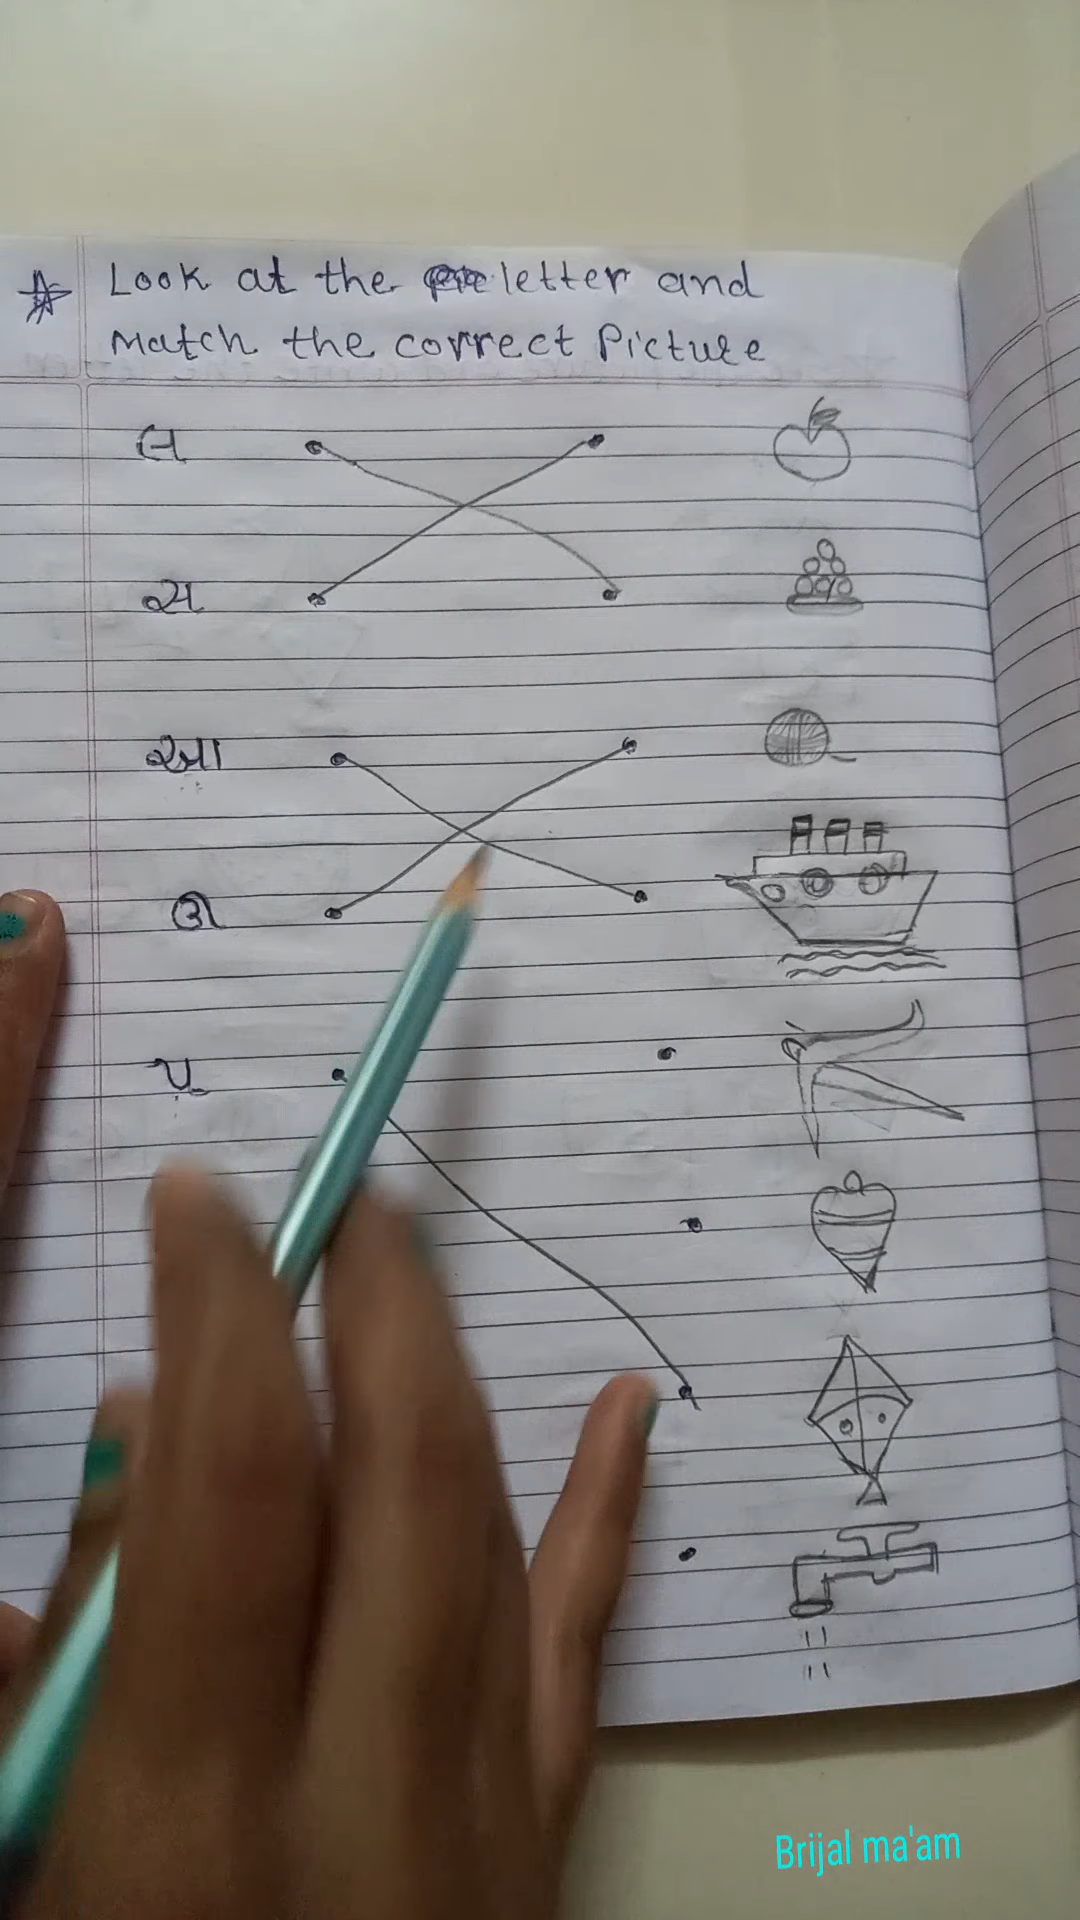 Look at the letter and
Match the correct Picture
લ
સ
આ
ઊ
પ
Brijal ma'am